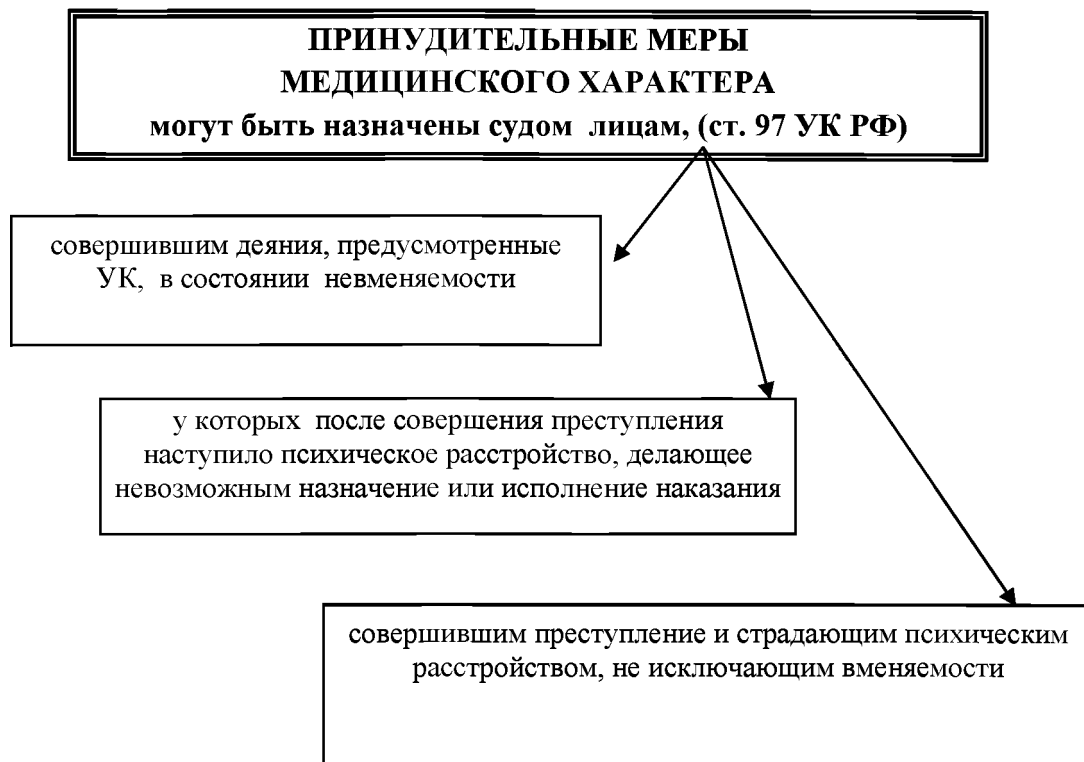 ПРИНУДИТЕЛЬНЫЕ МЕРЫ
МЕДИЦИНСКОГО ХАРАКТЕРА
могут быть назначены судом лицам, (ст. 97 УК РФ)
совершившим деяния, предусмотренные
УК, в состоянии невменяемости
у которых после совершения преступления
наступило психическое расстройство, делающее
невозможным назначение или исполнение наказания
совершившим преступление и страдающим психическим
расстройством, не исключающим вменяемости